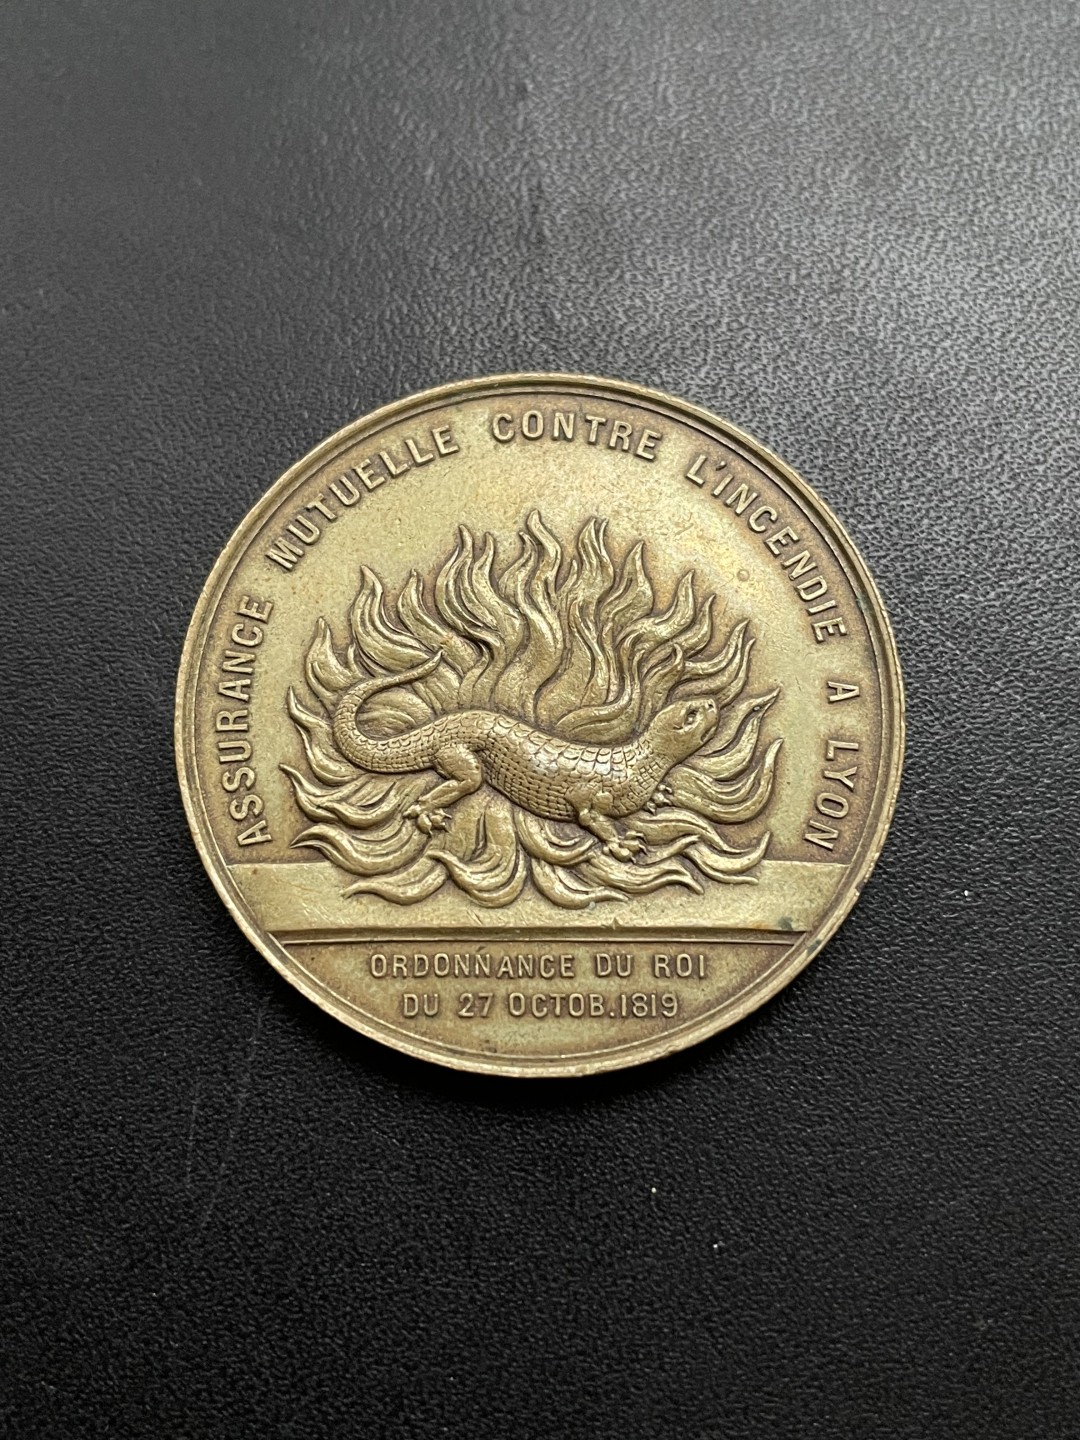 ASSURANCE MUTUELLE CONTRE L'INCENDIE A LYON
ORDONNANCE DU ROI
DU 27 OCTOB. 1819